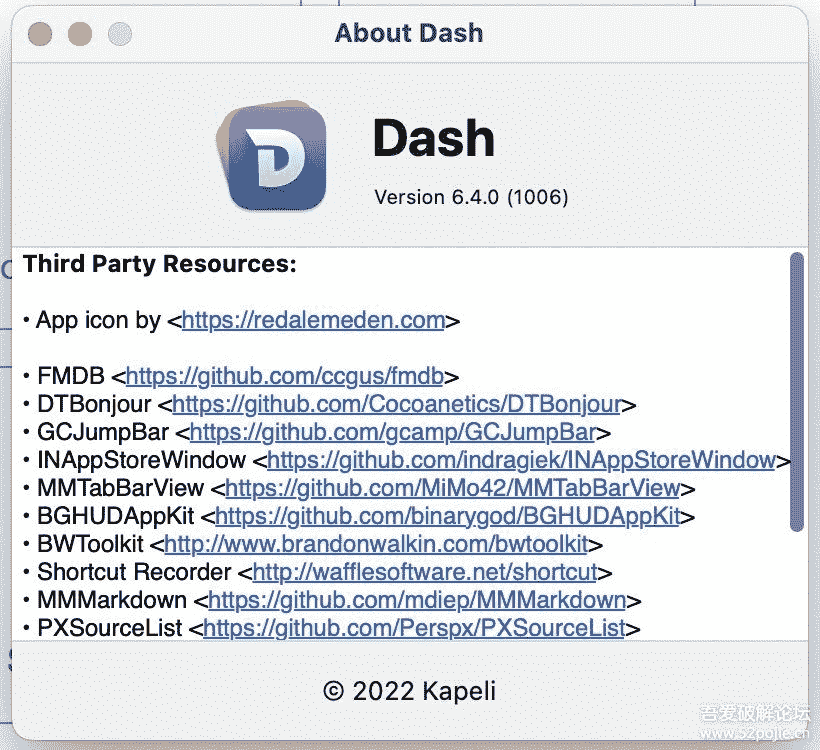 About Dash
Dash
Version 6.4.0 (1006)
Third Party Resources:
• App icon by <https://redalemeden.com>
• FMDB <https://github.com/ccgus/fmdb>
• DTBonjour <https://github.com/Cocoanetics/DTBonjour>
• GCJumpBar <https://github.com/gcamp/GCJumpBar>
• INAppStoreWindow <https://github.com/indragiek/INAppStoreWindow>
• MMTabBarView <https://github.com/MiMo42/MMTabBarView>
• BGHUDAppKit <https://github.com/binarygod/BGHUDAppKit>
• BWToolkit <http://www.brandonwalkin.com/bwtoolkit>
• Shortcut Recorder <http://wafflesoftware.net/shortcut>
• MMMarkdown <https://github.com/mdiep/MMMarkdown>
• PXSourceList <https://github.com/Perspx/PXSourceList>
© 2022 Kapeli
吾爱破解论坛
www.52pojie.cn